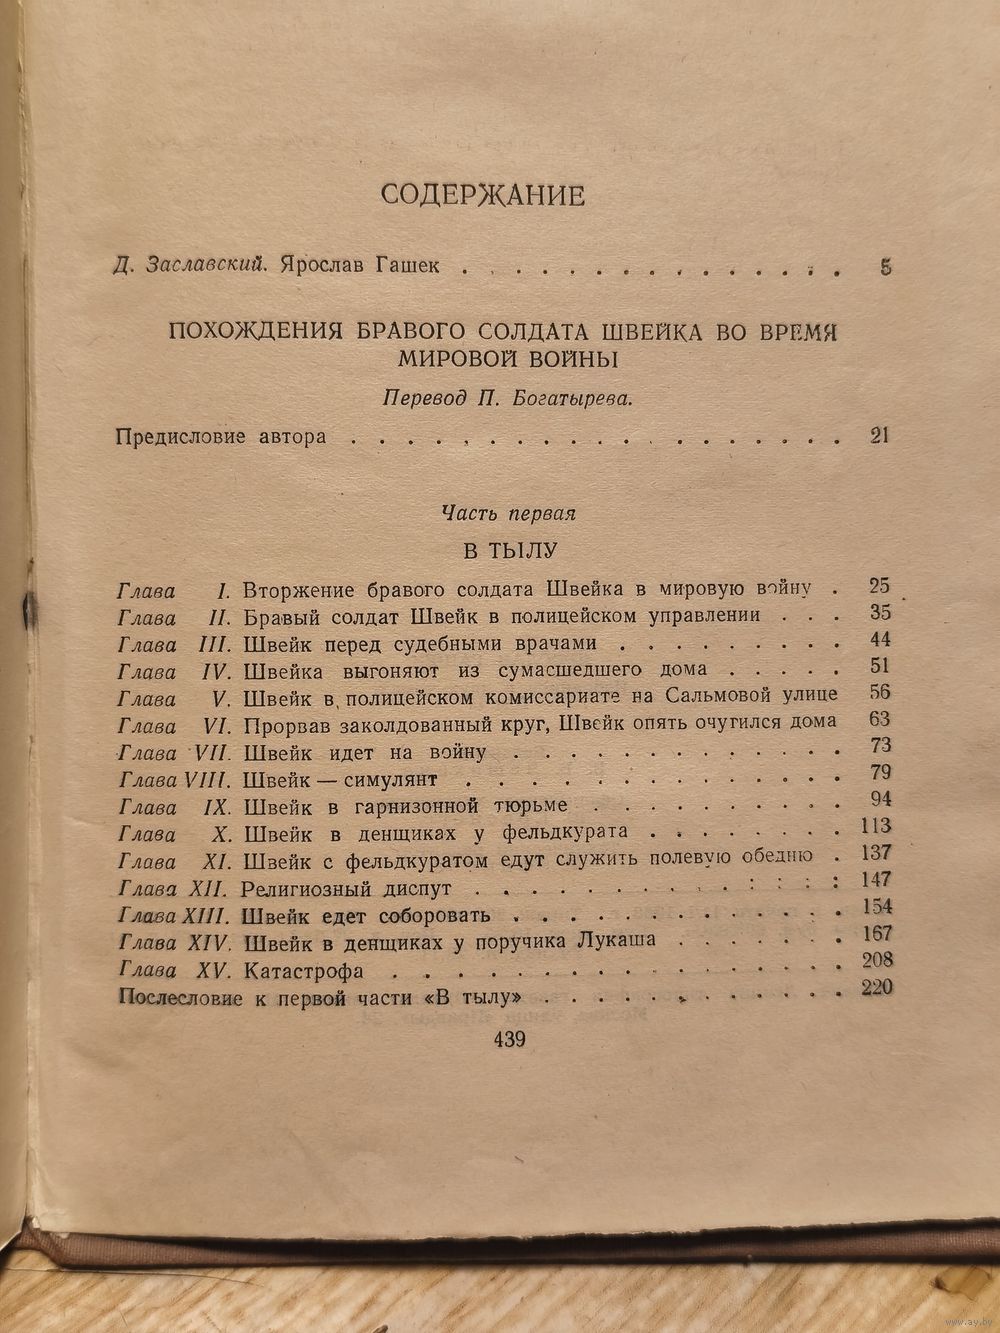 СОДЕРЖАНИЕ
Д. Заславский. Ярослав Гашек . . . . . . . . . . . . . . . 5
ПОХОЖДЕНИЯ БРАВОГО СОЛДАТА ШВЕЙКА ВО ВРЕМЯ
МИРОВОЙ ВОЙНЫ
Перевод П. Богатырева.
Предисловие автора . . . . . . . . . . . . . . . . . . . 21
Часть первая
В ТЫЛУ
Глава I. Вторжение бравого солдата Швейка в мировую войну . 25
Глава II. Бравый солдат Швейк в полицейском управлении . . . 35
Глава III. Швейк перед судебными врачами . . . . . . . . . 44
Глава IV. Швейка выгоняют из сумасшедшего дома . . . . . 51
Глава V. Швейк в полицейском комиссариате на Сальмовой улице 56
Глава VI. Прорвав заколдованный круг, Швейк опять очутился дома 63
Глава VII. Швейк идет на войну . . . . . . . . . . . . . 73
Глава VIII. Швейк — симулянт . . . . . . . . . . . . . . . 79
Глава IX. Швейк в гарнизонной тюрьме . . . . . . . . . . 94
Глава X. Швейк в денщиках у фельдкурата . . . . . . . . 113
Глава XI. Швейк с фельдкуратом едут служить полевую обедню . 137
Глава XII. Религиозный диспут . . . . . . . . . . . . . . 147
Глава XIII. Швейк едет соборовать . . . . . . . . . . . . . 154
Глава XIV. Швейк в денщиках у поручика Лукаша . . . . . . . 167
Глава XV. Катастрофа . . . . . . . . . . . . . . . . . . 208
Послесловие к первой части «В тылу» . . . . . . . . . . . . 220
439
www.ay.by